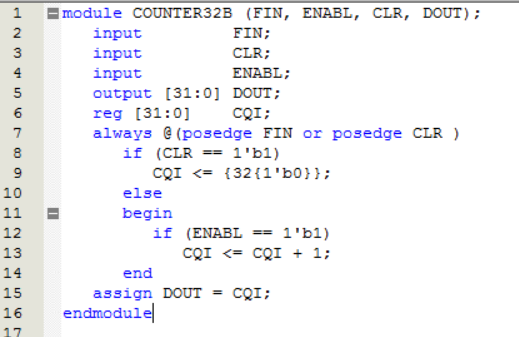 1 module COUNTER32B (FIN, ENABL, CLR, DOUT);
2 input FIN;
3 input CLR;
4 input ENABL;
5 output [31:0] DOUT;
6 reg [31:0] CQI;
7 always @(posedge FIN or posedge CLR )
8 if (CLR == 1'b1)
9 CQI <= {32{1'b0}};
10 else
11 begin
12 if (ENABL == 1'b1)
13 CQI <= CQI + 1;
14 end
15 assign DOUT = CQI;
16 endmodule
17